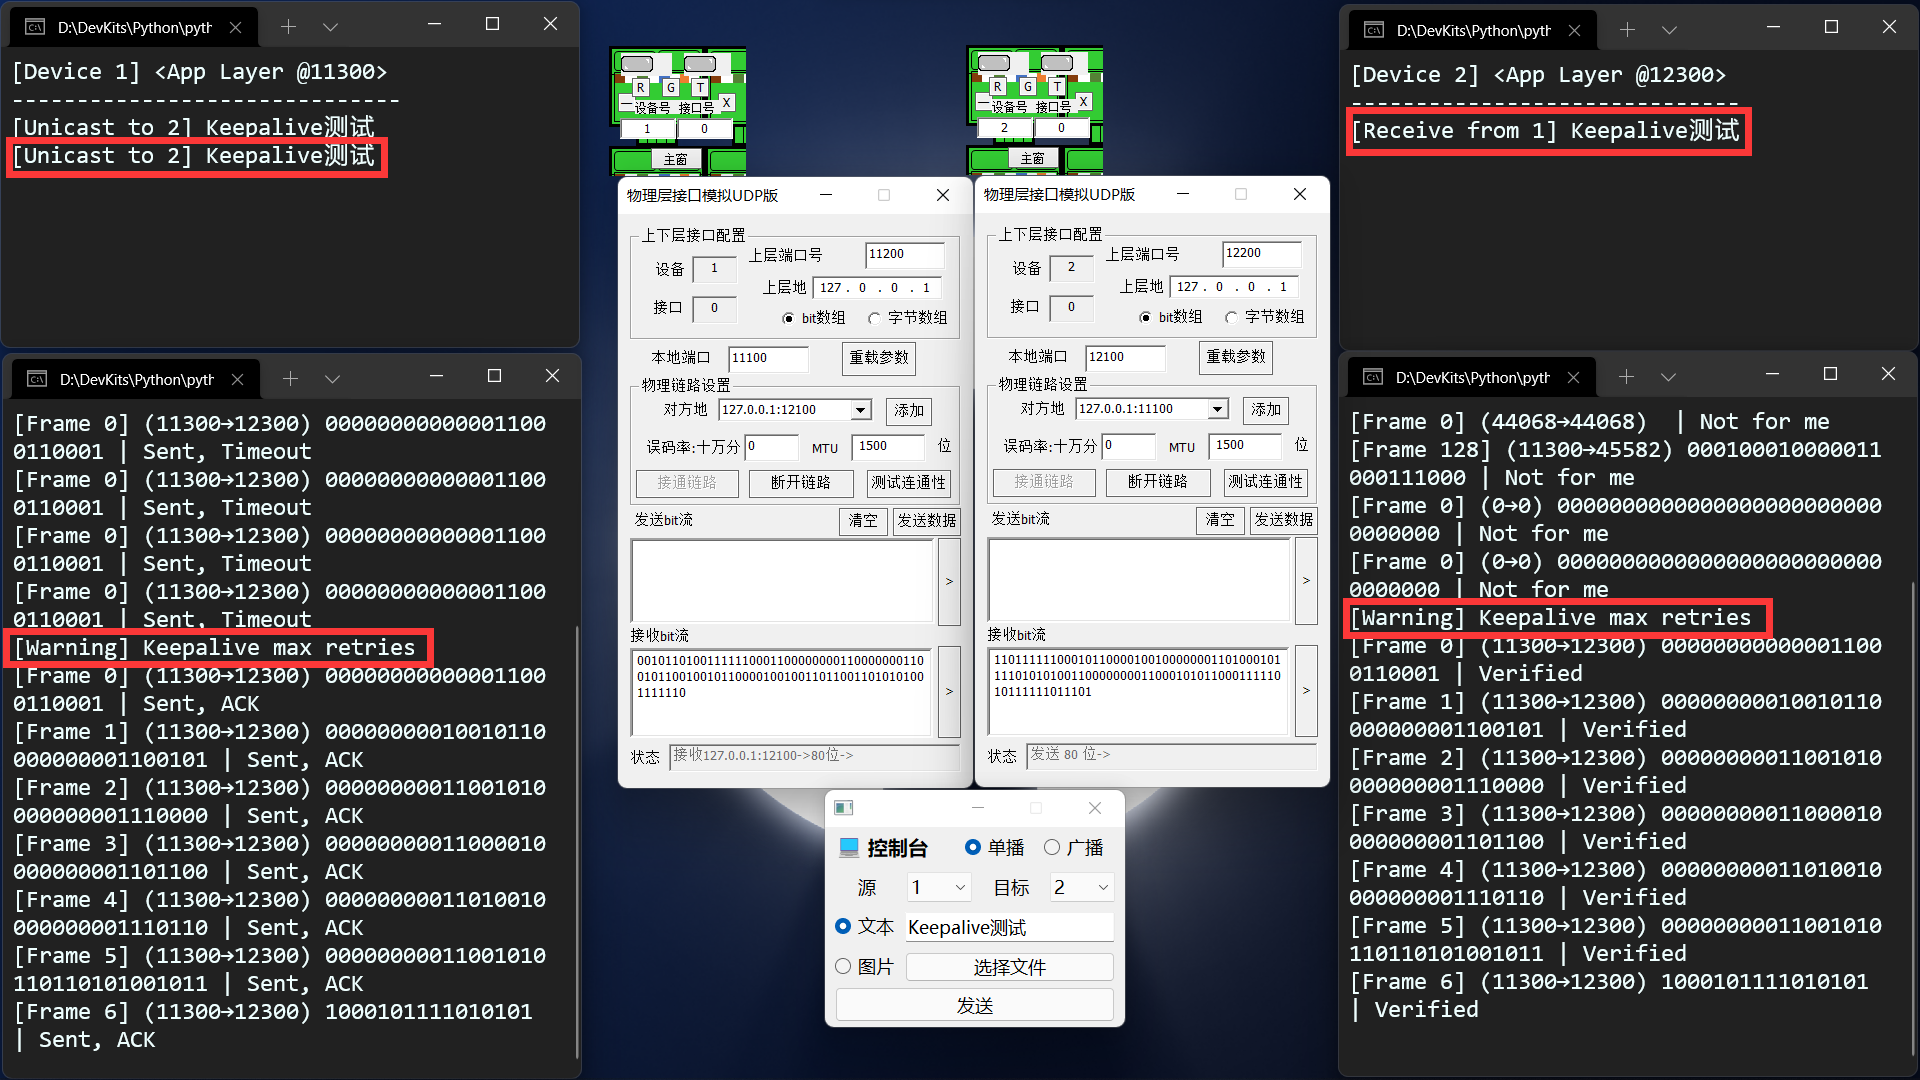 D:\DevKits\Python\pyth
[Device 1] <App Layer @11300>
------------------------------
[Unicast to 2] Keepalive测试
[Unicast to 2] Keepalive测试
D:\DevKits\Python\pyth
[Frame 0] (11300→12300) 00000000000001100
0110001 | Sent, Timeout
[Frame 0] (11300→12300) 00000000000001100
0110001 | Sent, Timeout
[Frame 0] (11300→12300) 00000000000001100
0110001 | Sent, Timeout
[Frame 0] (11300→12300) 00000000000001100
0110001 | Sent, Timeout
[Warning] Keepalive max retries
[Frame 0] (11300→12300) 00000000000001100
0110001 | Sent, ACK
[Frame 1] (11300→12300) 00000000010010110
000000001100101 | Sent, ACK
[Frame 2] (11300→12300) 00000000011001010
000000001110000 | Sent, ACK
[Frame 3] (11300→12300) 00000000011000010
000000001101100 | Sent, ACK
[Frame 4] (11300→12300) 00000000011010010
000000001110110 | Sent, ACK
[Frame 5] (11300→12300) 00000000011001010
110110101001011 | Sent, ACK
[Frame 6] (11300→12300) 1000101111010101
| Sent, ACK
R G T
设备号 接口号 X
1 0
主窗
R G T
设备号 接口号 X
2 0
主窗
物理层接口模拟UDP版
上下层接口配置
设备 1 上层端口号 11200
上层地 127 . 0 . 0 . 1
接口 0 bit数组 字节数组
本地端口 11100 重载参数
物理链路设置
对方地 127.0.0.1:12100 添加
误码率:十万分 0 MTU 1500 位
接通链路 断开链路 测试连通性
发送bit流 清空 发送数据
>
接收bit流
>
状态 接收127.0.0.1:12100->80位->
物理层接口模拟UDP版
上下层接口配置
设备 2 上层端口号 12200
上层地 127 . 0 . 0 . 1
接口 0 bit数组 字节数组
本地端口 12100 重载参数
物理链路设置
对方地 127.0.0.1:11100 添加
误码率:十万分 0 MTU 1500 位
接通链路 断开链路 测试连通性
发送bit流 清空 发送数据
>
接收bit流
>
状态 发送 80 位->
控制台 单播 广播
源 1 目标 2
文本 Keepalive测试
图片 选择文件
发送
D:\DevKits\Python\pyth
[Device 2] <App Layer @12300>
------------------------------
[Receive from 1] Keepalive测试
D:\DevKits\Python\pyth
[Frame 0] (44068→44068)  | Not for me
[Frame 128] (11300→45582) 000100010000011
000111000 | Not for me
[Frame 0] (0→0) 0000000000000000000000000
0000000 | Not for me
[Frame 0] (0→0) 0000000000000000000000000
0000000 | Not for me
[Warning] Keepalive max retries
[Frame 0] (11300→12300) 00000000000001100
0110001 | Verified
[Frame 1] (11300→12300) 00000000010010110
000000001100101 | Verified
[Frame 2] (11300→12300) 00000000011001010
000000001110000 | Verified
[Frame 3] (11300→12300) 00000000011000010
000000001101100 | Verified
[Frame 4] (11300→12300) 00000000011010010
000000001110110 | Verified
[Frame 5] (11300→12300) 00000000011001010
110110101001011 | Verified
[Frame 6] (11300→12300) 1000101111010101
| Verified